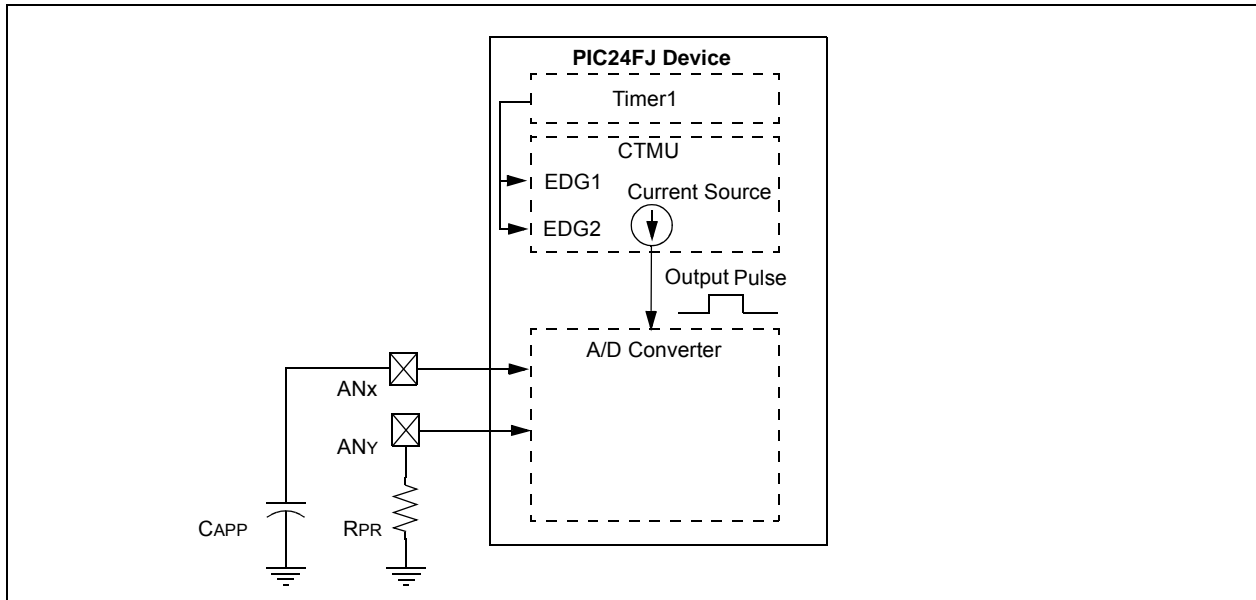 PIC24FJ Device
Timer1
CTMU
EDG1
Current Source
EDG2
Output Pulse
A/D Converter
ANX
ANY
CAPP
RPR